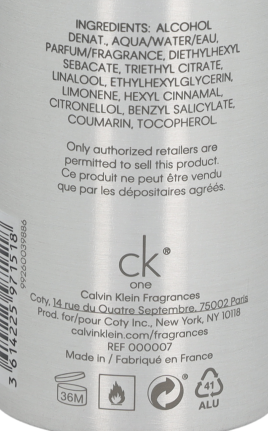 INGREDIENTS: ALCOHOL
DENAT., AQUA/WATER/EAU,
PARFUM/FRAGRANCE, DIETHYLHEXYL
SEBACATE, TRIETHYL CITRATE,
LINALOOL, ETHYLHEXYLGLYCERIN,
LIMONENE, HEXYL CINNAMAL,
CITRONELLOL, BENZYL SALICYLATE,
COUMARIN, TOCOPHEROL.
Only authorized retailers are
permitted to sell this product.
Ce produit ne peut être vendu
que par les dépositaires agréés.
99260039886
3 614225 971518
ck®
one
Calvin Klein Fragrances
Coty, 14 rue du Quatre Septembre, 75002 Paris
Prod. for/pour Coty Inc., New York, NY 10118
calvinklein.com/fragrances
REF 000007
Made in / Fabriqué en France
36M
®
41
ALU